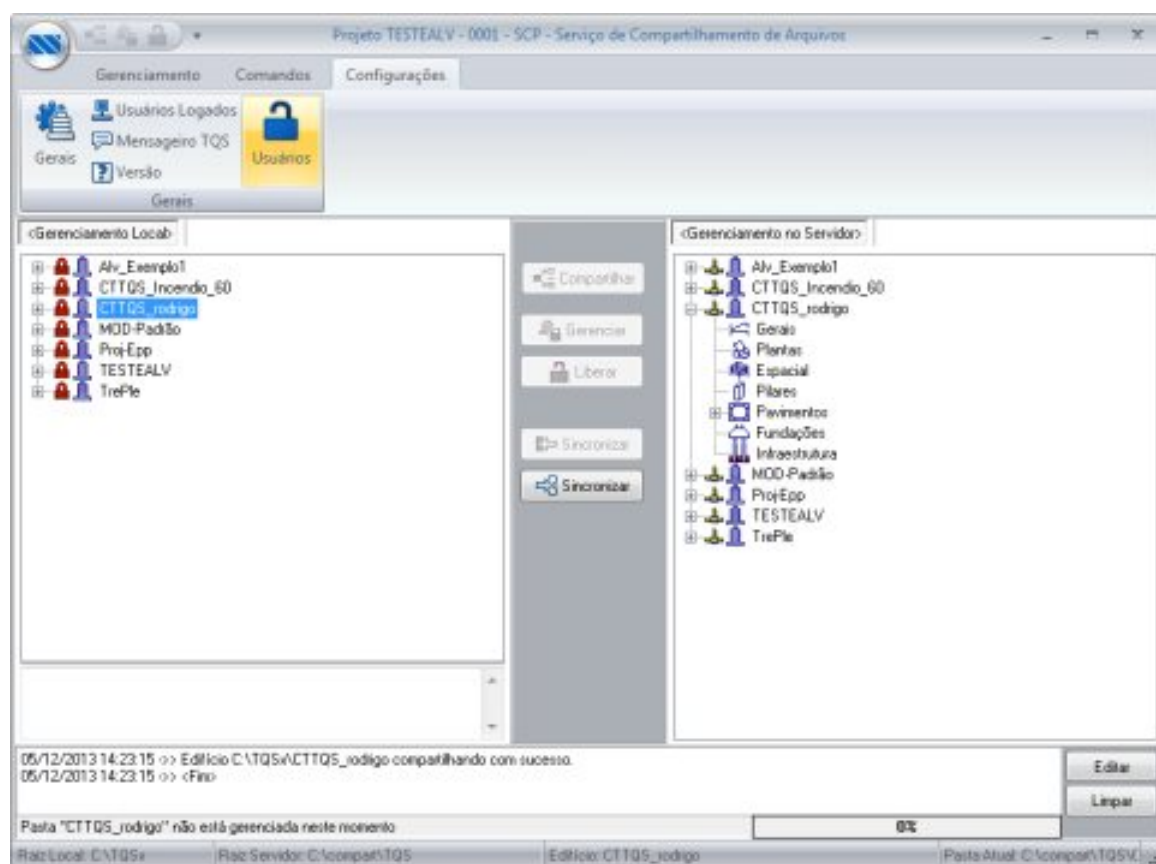 Projeto TESTEALV - 0001 - SCP - Serviço de Compartilhamento de Arquivos
Gerenciamento Comandos Configurações
Gerais
Usuários Logados
Mensageiro TQS
Versão
Usuários
Gerais
<Gerenciamento Local>
Alv_Exemplo1
CTTQS_Incendio_60
CTTQS_rodrigo
MOD-Padrão
Proj-Epp
TESTEALV
TrePle
Compartilhar
Gerenciar
Liberar
Sincronizar
Sincronizar
<Gerenciamento no Servidor>
Alv_Exemplo1
CTTQS_Incendio_60
CTTQS_rodrigo
Gerais
Plantas
Espacial
Pilares
Pavimentos
Fundações
Infraestrutura
MOD-Padrão
Proj-Epp
TESTEALV
TrePle
05/12/2013 14:23:15 => Edifício C:\TQSw\CTTQS_rodrigo compartilhando com sucesso.
05/12/2013 14:23:15 => <Fim>
Editar
Limpar
Pasta "CTTQS_rodrigo" não está gerenciada neste momento
0%
Raiz Local: C:\TQSw Raiz Servidor: C:\compart\TQS Edifício: CTTQS_rodrigo Pasta Atual: C:\compart\TQS\C